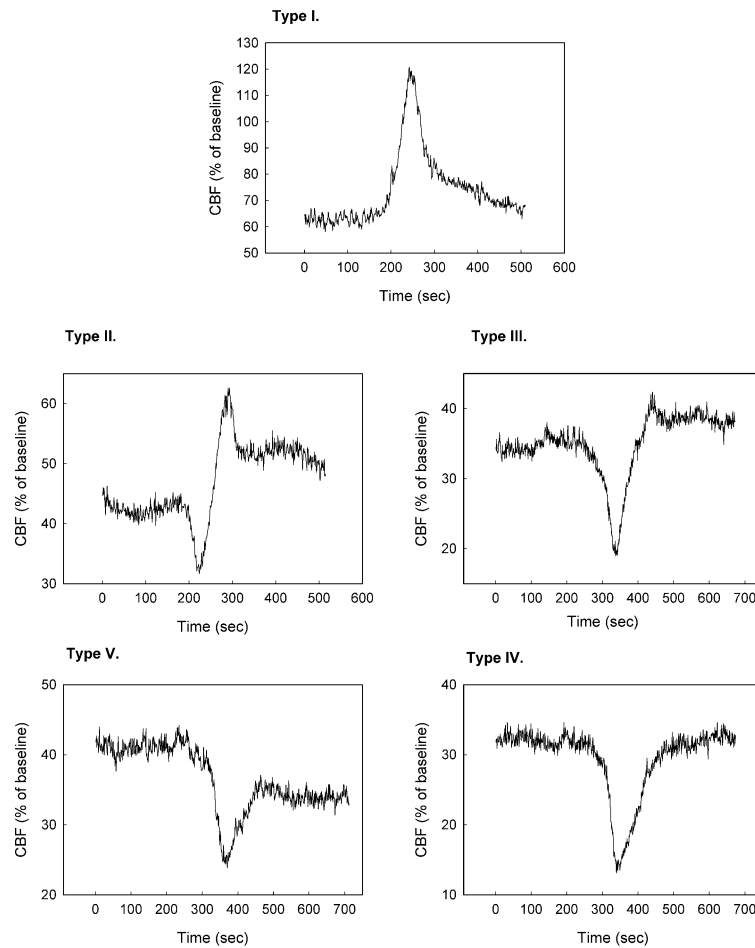 Type I.
130
120
110
100
90
80
70
60
50
CBF (% of baseline)
0 100 200 300 400 500 600
Time (sec)
Type II.
60
50
40
30
CBF (% of baseline)
0 100 200 300 400 500 600
Time (sec)
Type III.
40
30
20
CBF (% of baseline)
0 100 200 300 400 500 600 700
Time (sec)
Type V.
50
40
30
20
CBF (% of baseline)
0 100 200 300 400 500 600 700
Time (sec)
Type IV.
40
30
20
10
CBF (% of baseline)
0 100 200 300 400 500 600 700
Time (sec)